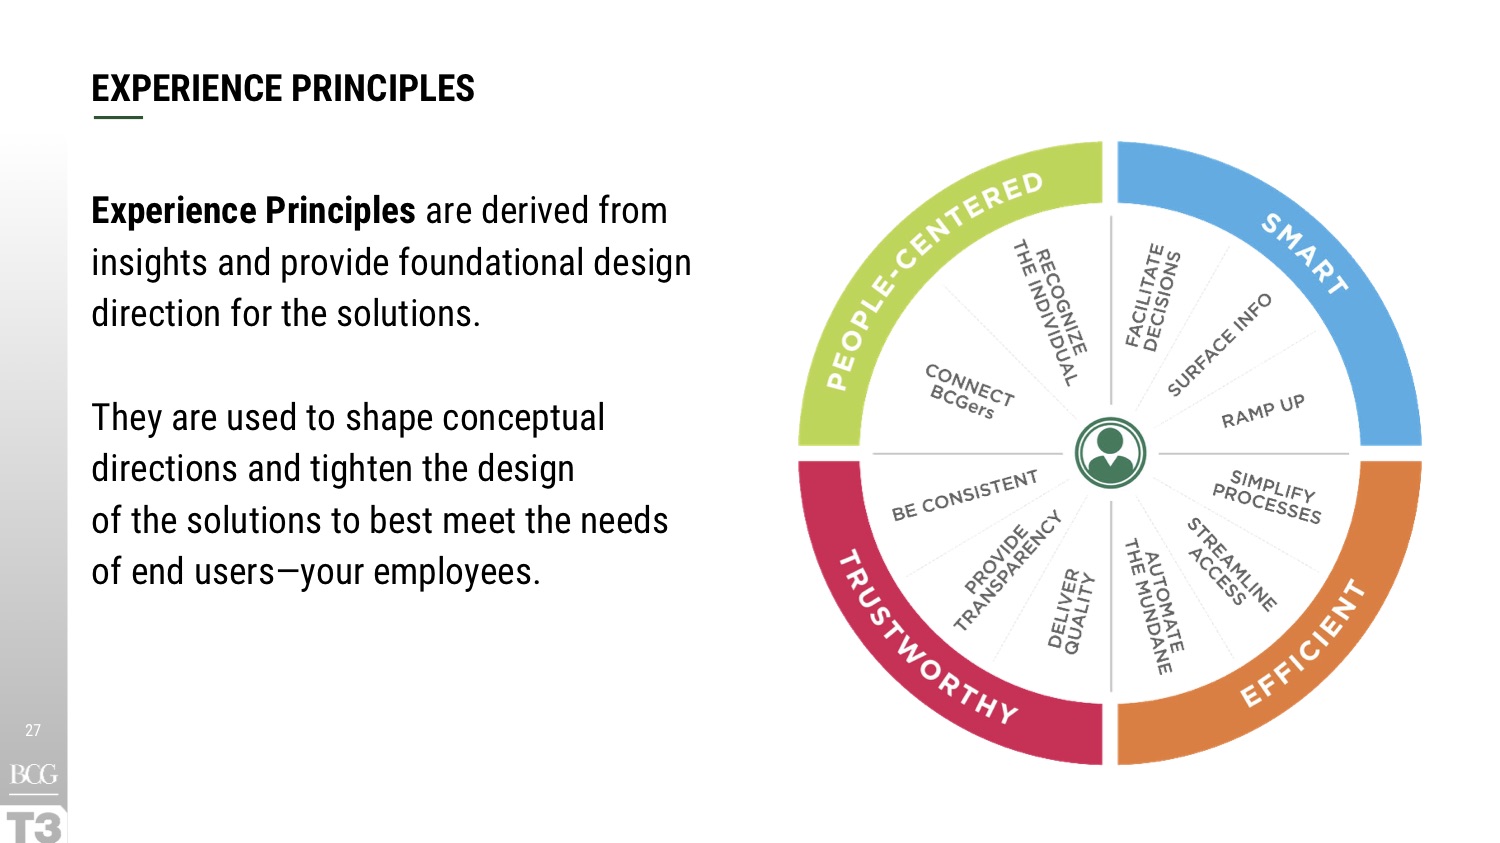 EXPERIENCE PRINCIPLES
Experience Principles are derived from
insights and provide foundational design
direction for the solutions.
They are used to shape conceptual
directions and tighten the design
of the solutions to best meet the needs
of end users—your employees.
PEOPLE-CENTERED
RECOGNIZE
THE INDIVIDUAL
CONNECT
BCGers
SMART
FACILITATE
DECISIONS
SURFACE INFO
RAMP UP
EFFICIENT
SIMPLIFY
PROCESSES
STREAMLINE
ACCESS
AUTOMATE
THE MUNDANE
TRUSTWORTHY
BE CONSISTENT
PROVIDE
TRANSPARENCY
DELIVER
QUALITY
27
BCG
T3